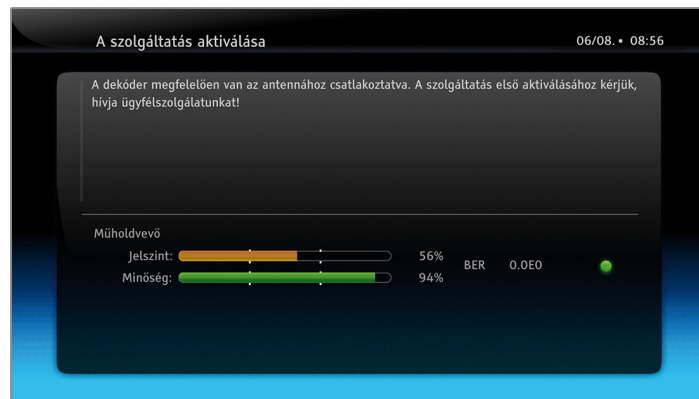 A szolgáltatás aktiválása
06/08. • 08:56
A dekóder megfelelően van az antennához csatlakoztatva. A szolgáltatás első aktiválásához kérjük,
hívja ügyfélszolgálatunkat!
Műholdvevő
Jelszint: 56%
Minőség: 94%
BER 0.0E0